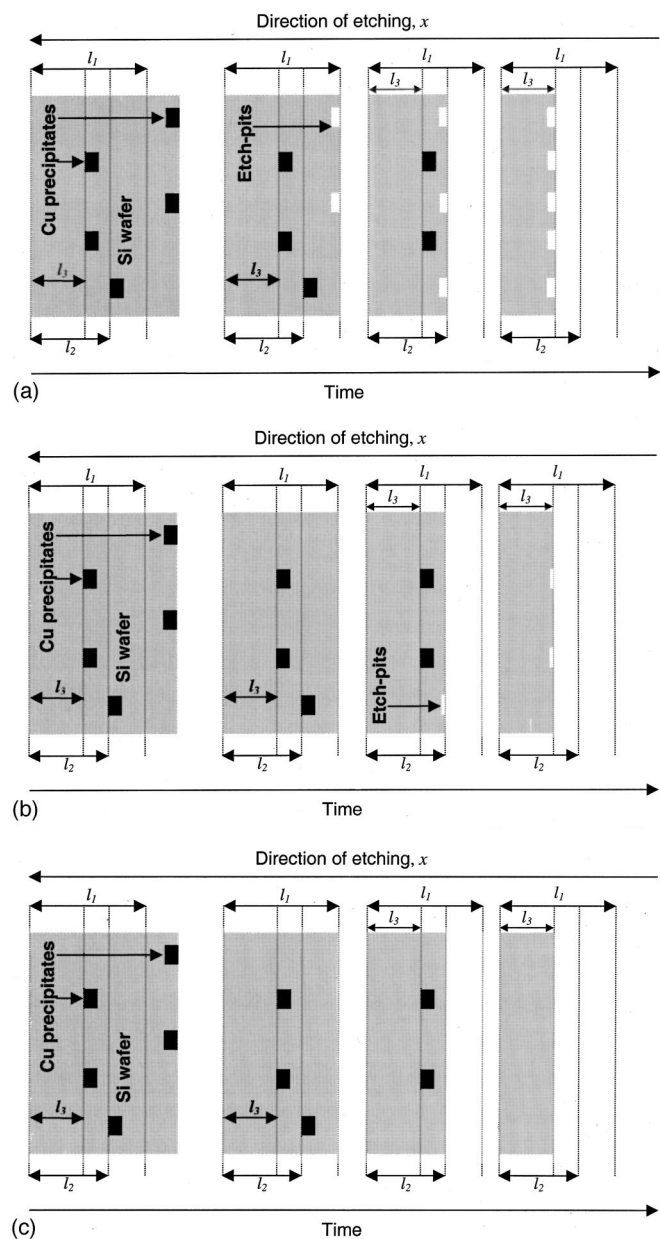 Direction of etching, x
l1 l1 l1 l1
l3 l3
Cu precipitates
Si wafer
Etch-pits
l3 l3
l2 l2 l2 l2
(a)
Time
Direction of etching, x
l1 l1 l1 l1
l3 l3
Cu precipitates
Si wafer
Etch-pits
l3 l3
l2 l2 l2 l2
(b)
Time
Direction of etching, x
l1 l1 l1 l1
l3 l3
Cu precipitates
Si wafer
l3 l3
l2 l2 l2 l2
(c)
Time